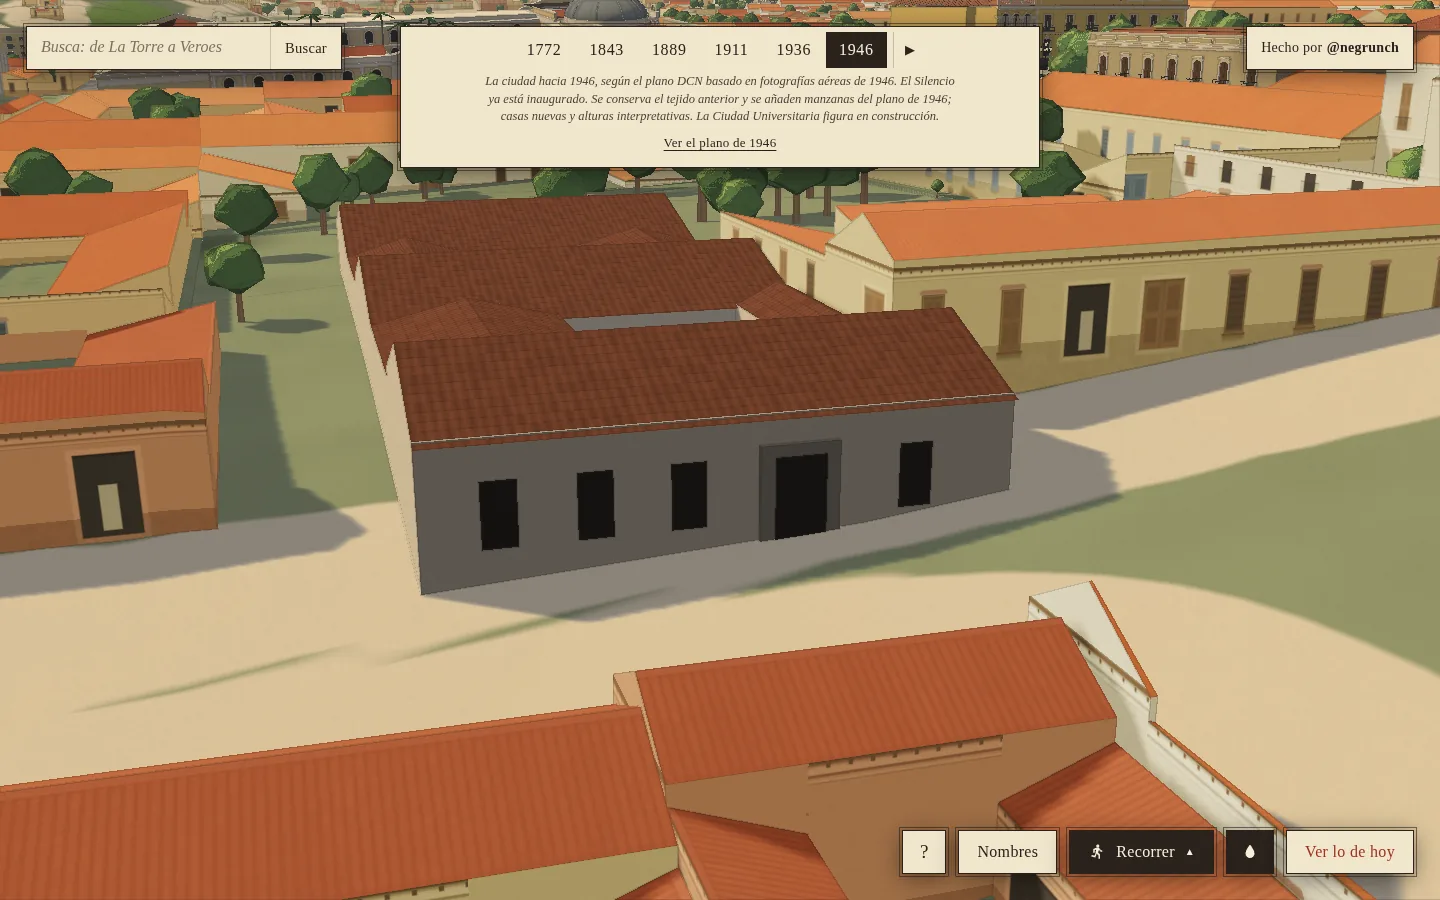 Busca: de La Torre a Veroes
Buscar
1772 1843 1889 1911 1936 1946 ▶
La ciudad hacia 1946, según el plano DCN basado en fotografías aéreas de 1946. El Silencio
ya está inaugurado. Se conserva el tejido anterior y se añaden manzanas del plano de 1946;
casas nuevas y alturas interpretativas. La Ciudad Universitaria figura en construcción.
Ver el plano de 1946
Hecho por @negrunch
?
Nombres
Recorrer ▲
Ver lo de hoy